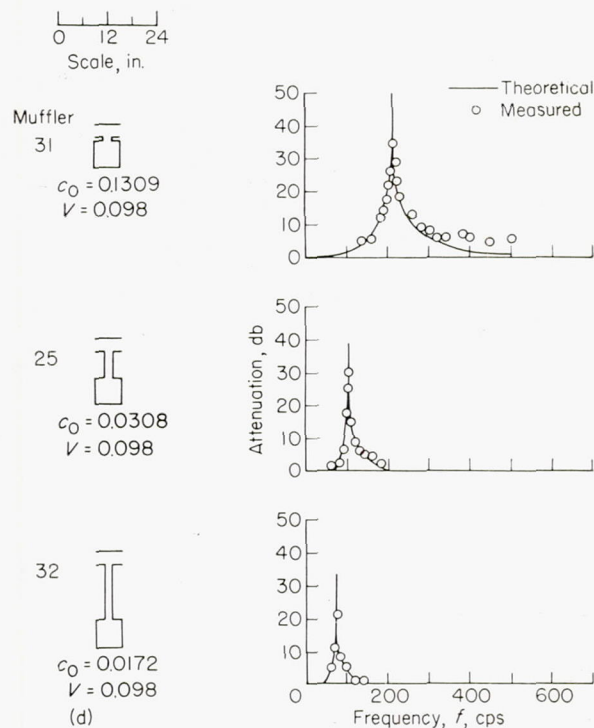 0 12 24
Scale, in.
Muffler
31
c₀ = 0.1309
V = 0.098
25
c₀ = 0.0308
V = 0.098
32
c₀ = 0.0172
V = 0.098
(d)
Theoretical
Measured
50
40
30
20
10
0
50
40
30
20
10
0
Attenuation, db
50
40
30
20
10
0 200 400 600
Frequency, f, cps